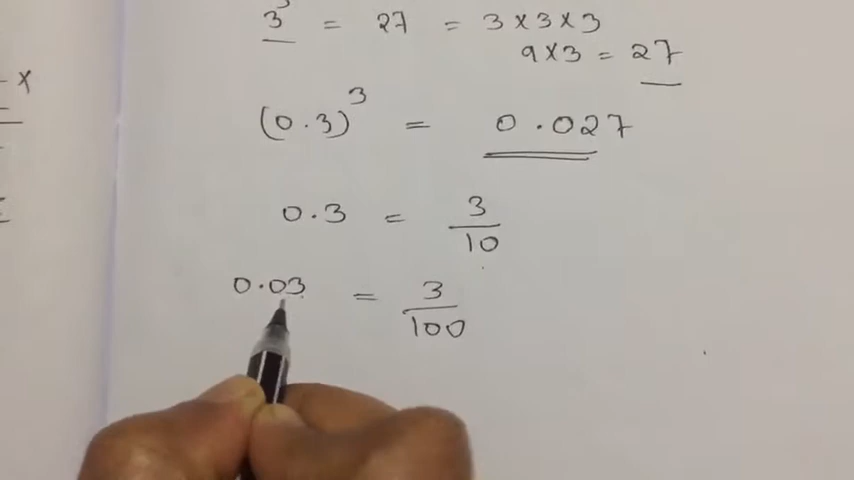 3³ = 27 = 3 × 3 × 3
9 × 3 = 27
(0.3)³ = 0.027
0.3 = 3/10
0.03 = 3/100
x